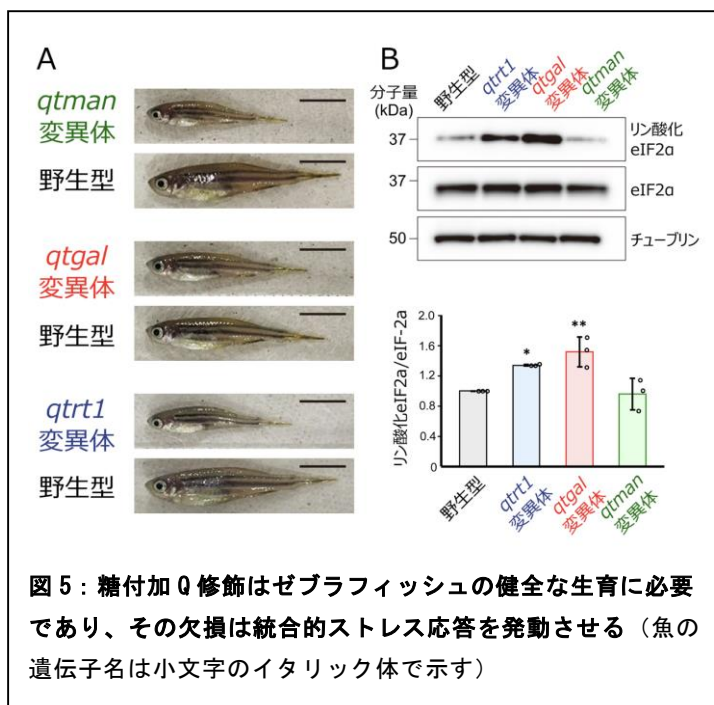 A
qtman
変異体
野生型
qtgal
変異体
野生型
qtrt1
変異体
野生型
B
分子量
(kDa)
野生型
qtrt1
変異体
qtgal
変異体
qtman
変異体
37
リン酸化
eIF2α
37
eIF2α
50
チューブリン
リン酸化eIF2a/eIF-2a
2.0
1.6
1.2
0.8
0.4
0
*
**
野生型
qtrt1
変異体
qtgal
変異体
qtman
変異体
図 5：糖付加 Q 修飾はゼブラフィッシュの健全な生育に必要
であり、その欠損は統合的ストレス応答を発動させる（魚の
遺伝子名は小文字のイタリック体で示す）